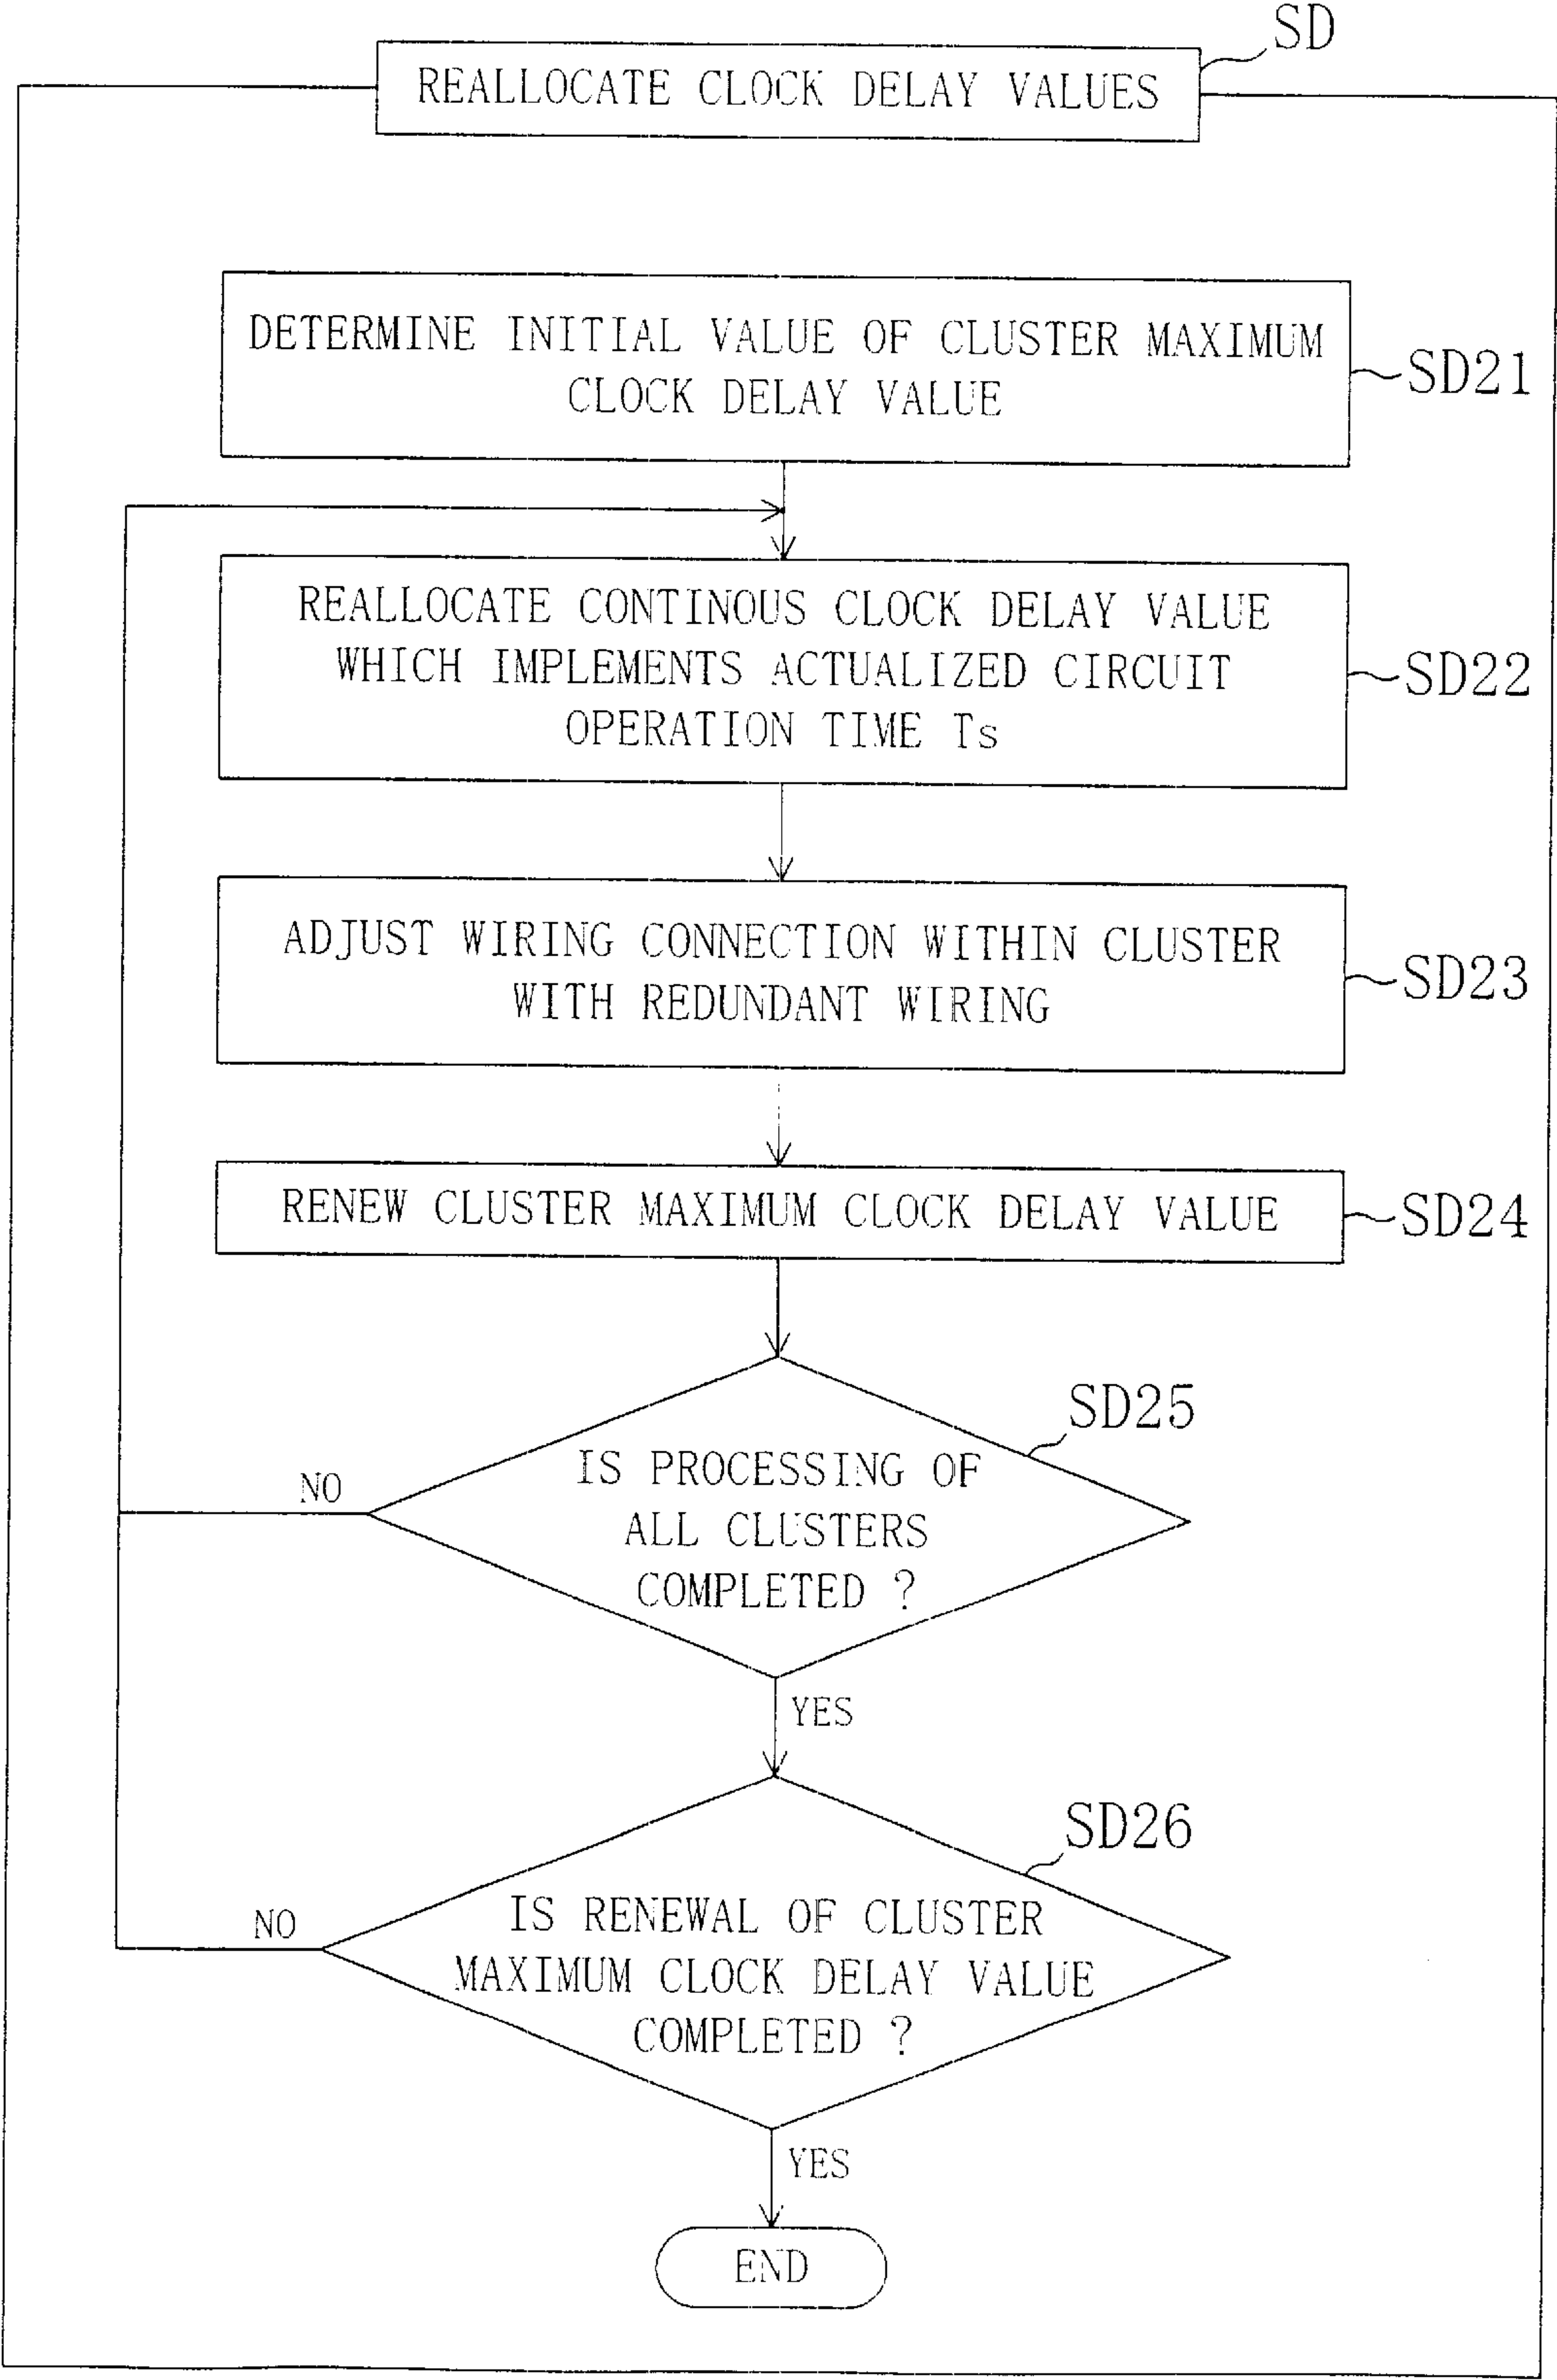 SD
REALLOCATE CLOCK DELAY VALUES
DETERMINE INITIAL VALUE OF CLUSTER MAXIMUM
CLOCK DELAY VALUE
SD21
REALLOCATE CONTINOUS CLOCK DELAY VALUE
WHICH IMPLEMENTS ACTUALIZED CIRCUIT
OPERATION TIME Ts
SD22
ADJUST WIRING CONNECTION WITHIN CLUSTER
WITH REDUNDANT WIRING
SD23
RENEW CLUSTER MAXIMUM CLOCK DELAY VALUE
SD24
SD25
IS PROCESSING OF
ALL CLUSTERS
COMPLETED ?
NO
YES
SD26
IS RENEWAL OF CLUSTER
MAXIMUM CLOCK DELAY VALUE
COMPLETED ?
NO
YES
END